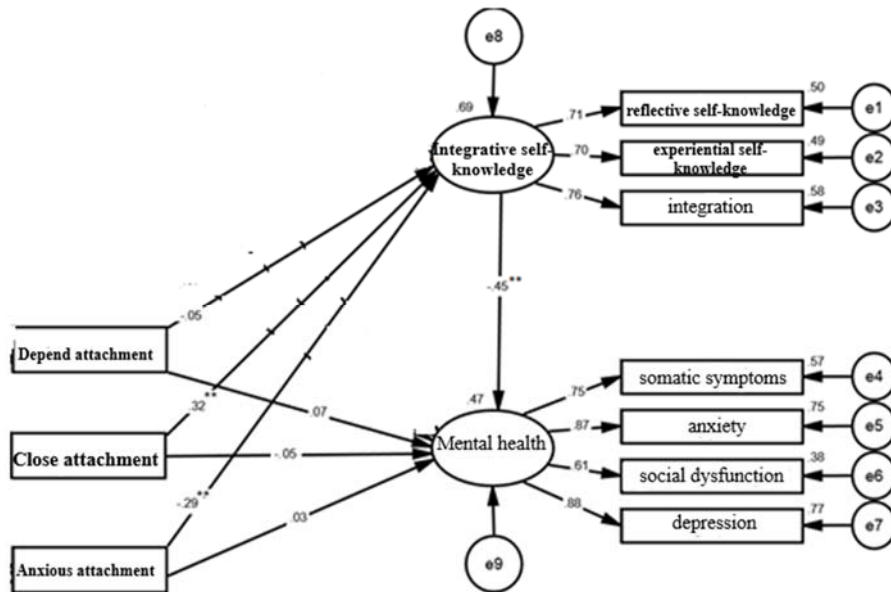 e8
.69
.50
.71
reflective self-knowledge
e1
Integrative self-
knowledge
.49
.70
experiential self-
knowledge
e2
.58
.76
integration
e3
-.05
-.45**
Depend attachment
.57
.75
somatic symptoms
e4
.32**
.07
.47
.75
.87
anxiety
e5
Mental health
Close attachment
-.05
.38
.61
social dysfunction
e6
-.29**
.03
.77
.88
depression
e7
Anxious attachment
e9